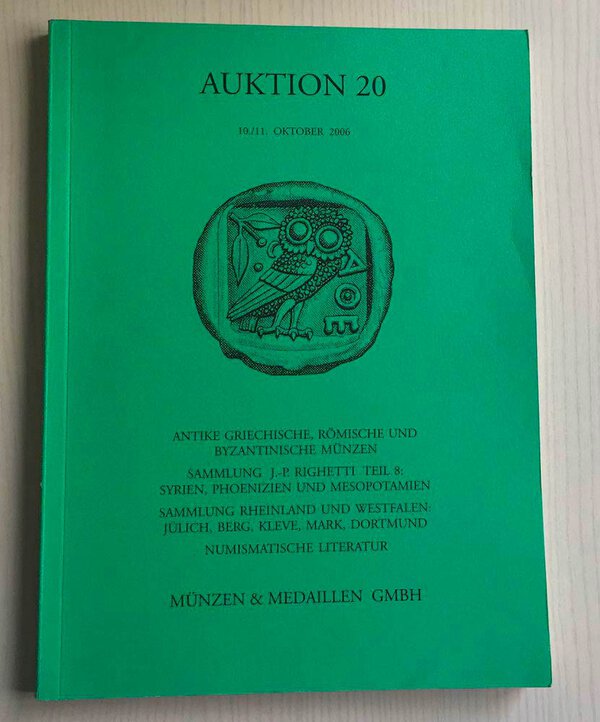 AUKTION 20
10./11. OKTOBER 2006
ΑΘΕ
ANTIKE GRIECHISCHE, RÖMISCHE UND
BYZANTINISCHE MÜNZEN
SAMMLUNG J.-P. RIGHETTI TEIL 8:
SYRIEN, PHOENIZIEN UND MESOPOTAMIEN
SAMMLUNG RHEINLAND UND WESTFALEN:
JÜLICH, BERG, KLEVE, MARK, DORTMUND
NUMISMATISCHE LITERATUR
MÜNZEN & MEDAILLEN GMBH